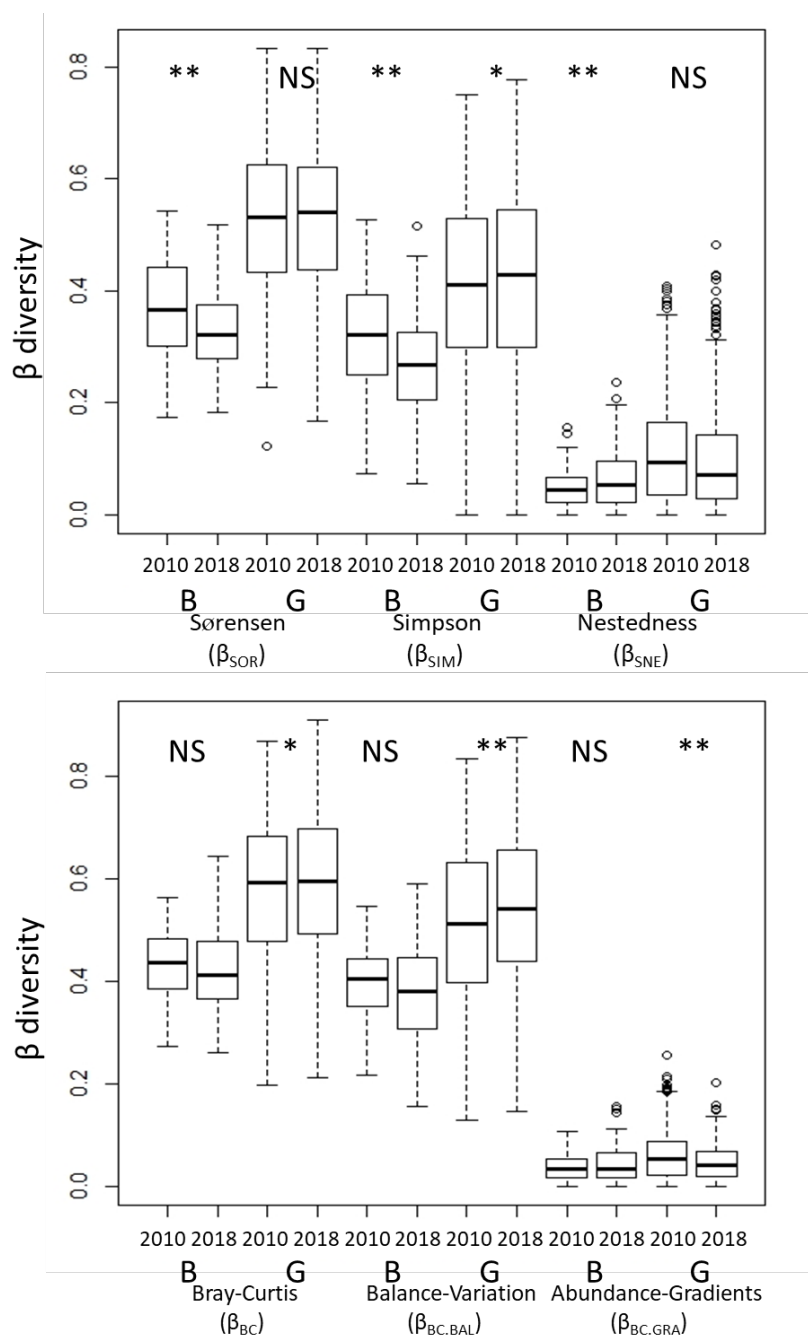 ** NS ** * ** NS
0.8
0.6
0.4
0.2
0.0
β diversity
2010 2018 2010 2018 2010 2018 2010 2018 2010 2018 2010 2018
B G B G B G
Sørensen Simpson Nestedness
(βSOR) (βSIM) (βSNE)
NS * NS ** NS **
0.8
0.6
0.4
0.2
0.0
β diversity
2010 2018 2010 2018 2010 2018 2010 2018 2010 2018 2010 2018
B G B G B G
Bray-Curtis Balance-Variation Abundance-Gradients
(βBC) (βBC.BAL) (βBC.GRA)